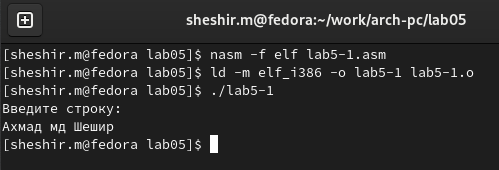 sheshir.m@fedora:~/work/arch-pc/lab05
[sheshir.m@fedora lab05]$ nasm -f elf lab5-1.asm
[sheshir.m@fedora lab05]$ ld -m elf_i386 -o lab5-1 lab5-1.o
[sheshir.m@fedora lab05]$ ./lab5-1
Введите строку:
Ахмад мд Шешир
[sheshir.m@fedora lab05]$